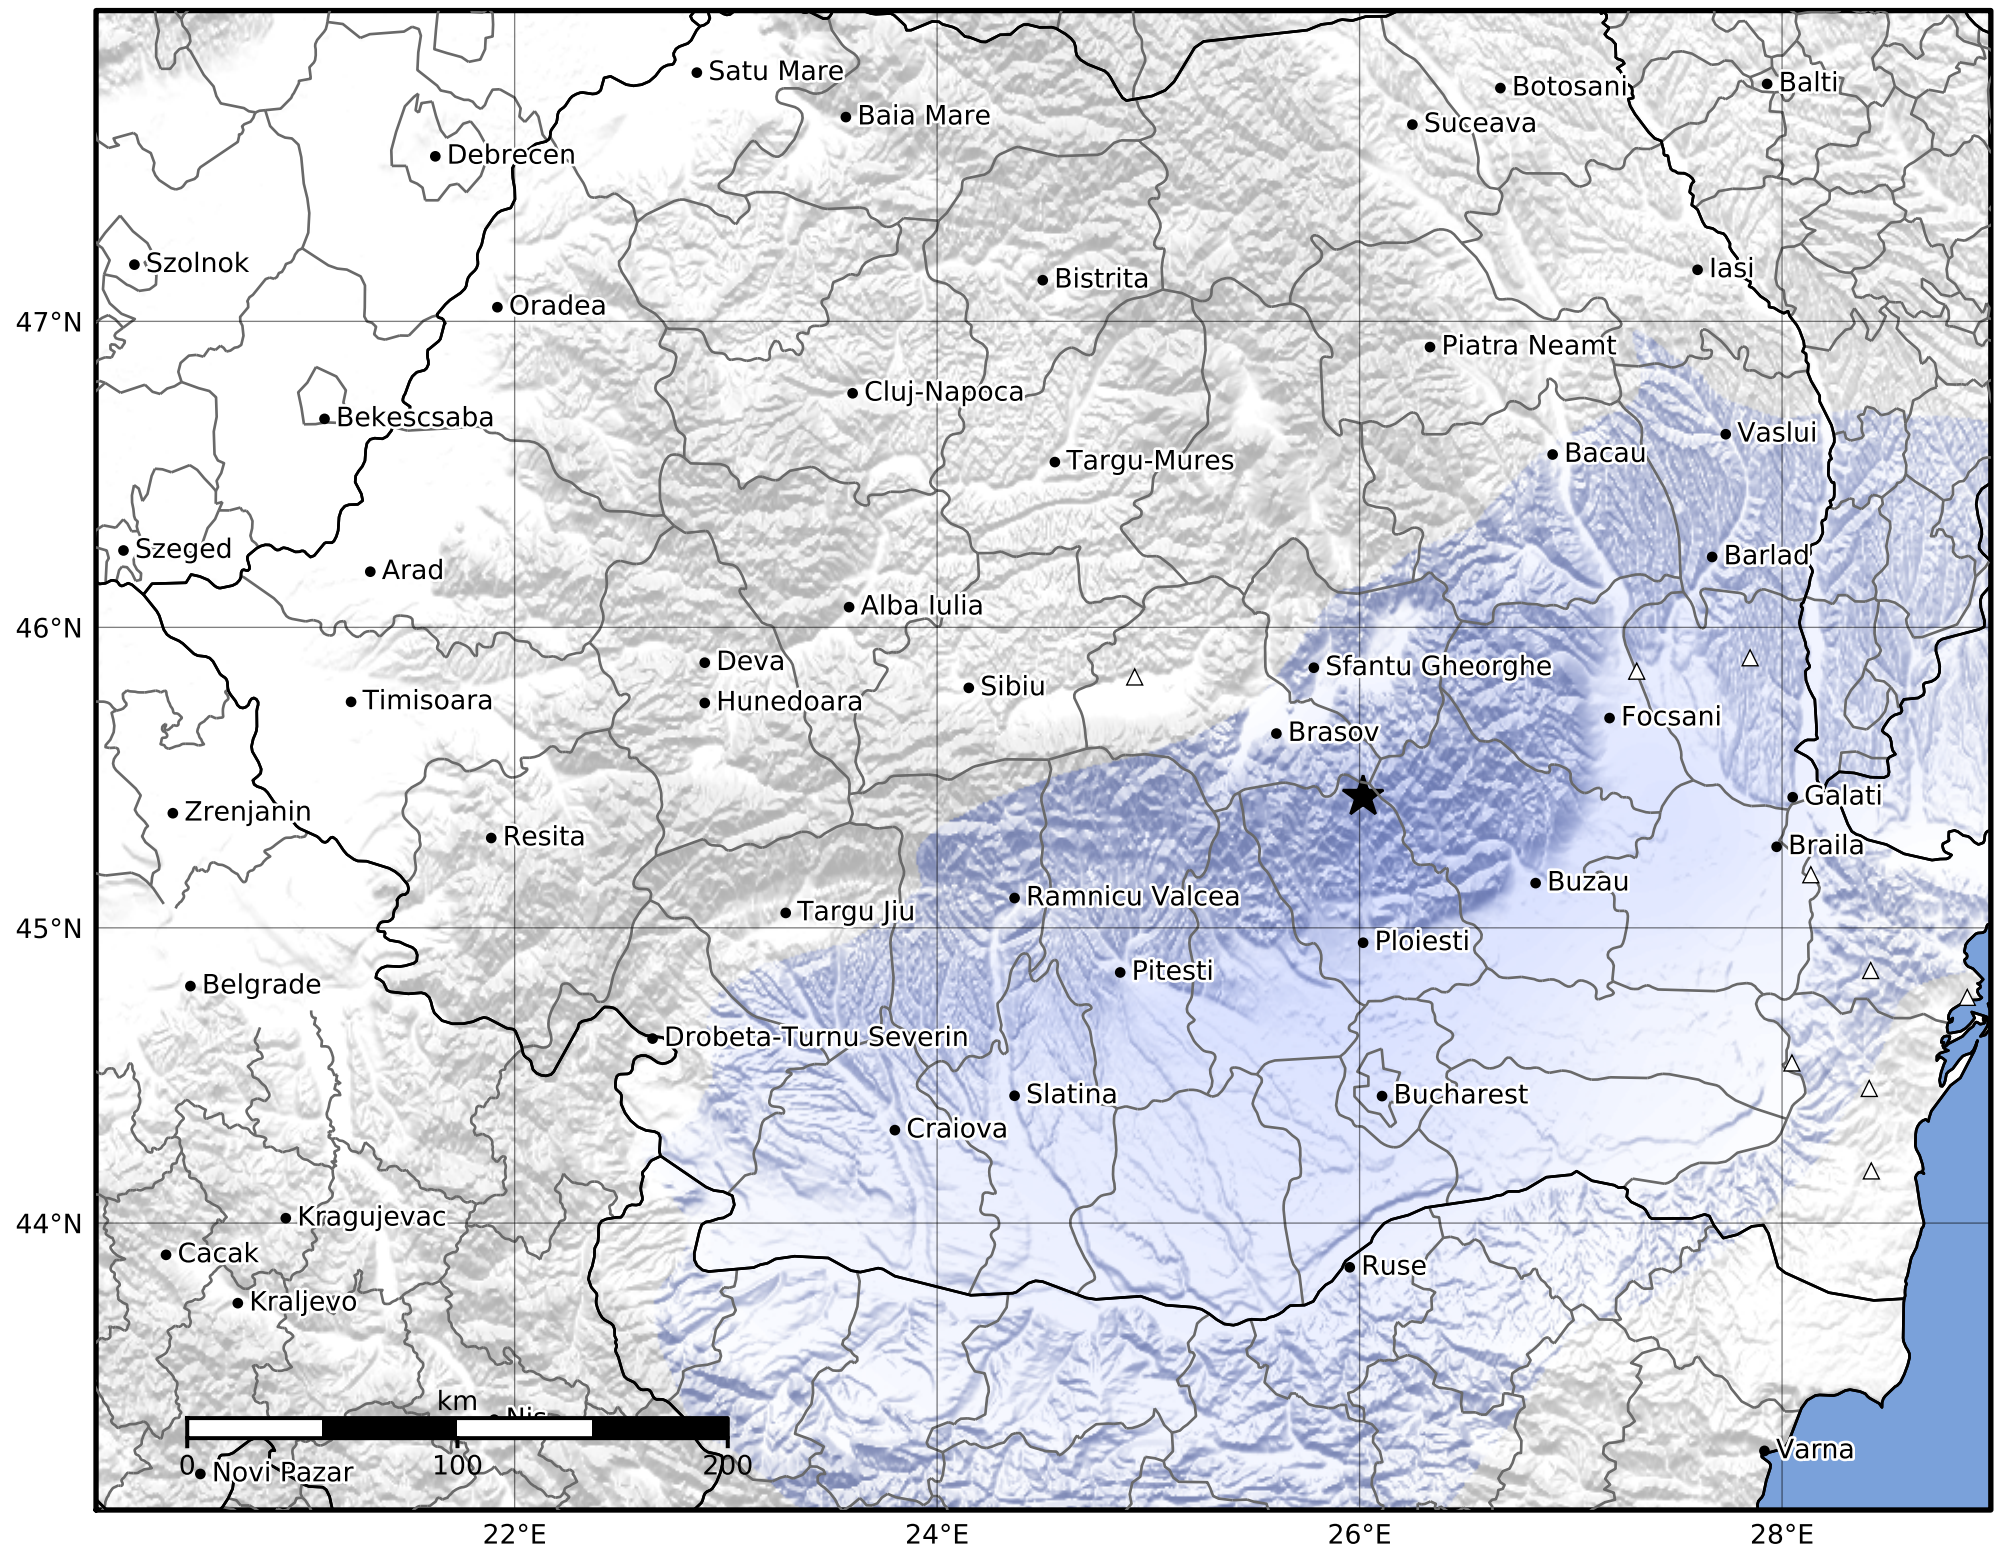 Satu Mare
Botosani
Balti
Baia Mare
Suceava
Debrecen
Szolnok
Iasi
Bistrita
Oradea
47°N
Piatra Neamt
Cluj-Napoca
Bekescsaba
Vaslui
Bacau
Targu-Mures
Szeged
Barlad
Arad
Alba Iulia
46°N
Deva
Sfantu Gheorghe
Sibiu
Timisoara
Hunedoara
Focsani
Brasov
Galati
Zrenjanin
Resita
Braila
Buzau
Ramnicu Valcea
Targu Jiu
45°N
Ploiesti
Pitesti
Belgrade
Drobeta-Turnu Severin
Slatina
Bucharest
Craiova
Kragujevac
44°N
Cacak
Ruse
Kraljevo
km
Nis
Varna
0 100 200
Novi Pazar
22°E 24°E 26°E 28°E